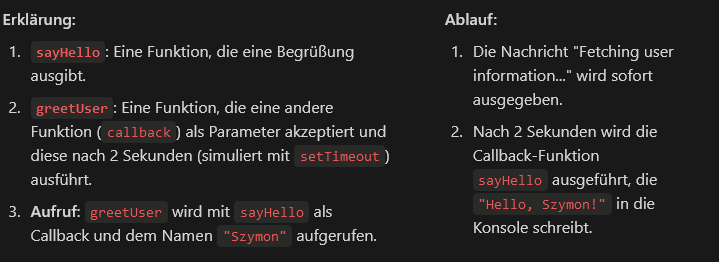 Erklärung:
1. sayHello: Eine Funktion, die eine Begrüßung
ausgibt.
2. greetUser: Eine Funktion, die eine andere
Funktion (callback) als Parameter akzeptiert und
diese nach 2 Sekunden (simuliert mit setTimeout)
ausführt.
3. Aufruf: greetUser wird mit sayHello als
Callback und dem Namen "Szymon" aufgerufen.
Ablauf:
1. Die Nachricht "Fetching user
information..." wird sofort
ausgegeben.
2. Nach 2 Sekunden wird die
Callback-Funktion
sayHello ausgeführt, die
"Hello, Szymon!" in die
Konsole schreibt.